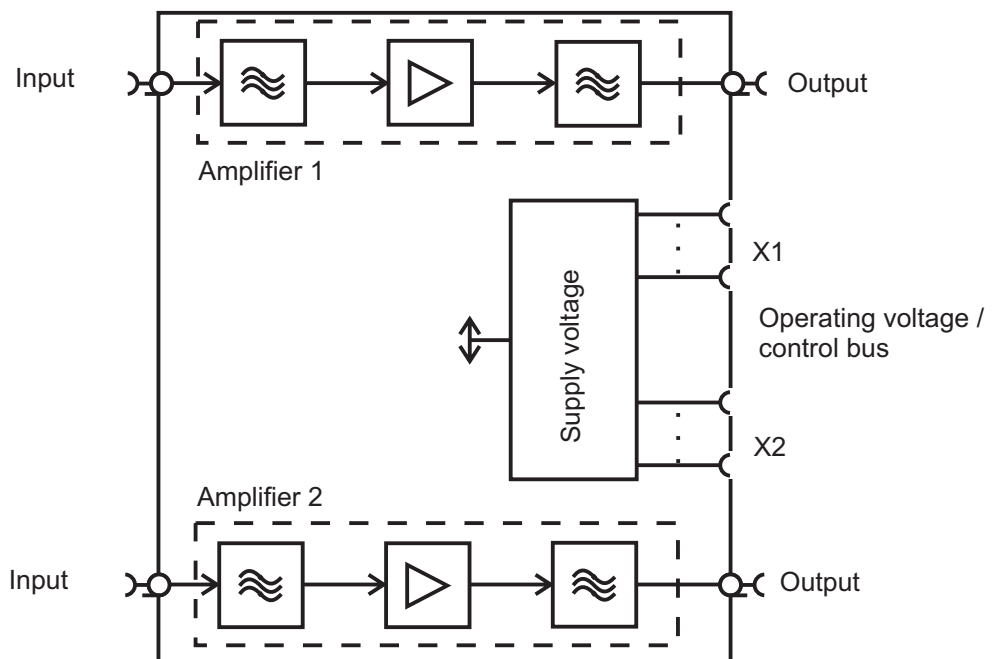 Input
Output
Amplifier 1
X1
Supply voltage
Operating voltage /
control bus
X2
Amplifier 2
Input
Output